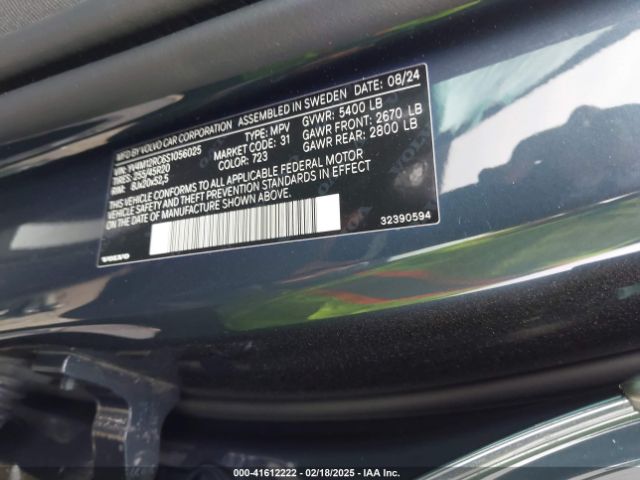 MFD BY VOLVO CAR CORPORATION ASSEMBLED IN SWEDEN DATE: 08/24
VIN: YV4M12RC6S1056025 TYPE: MPV GVWR: 5400 LB
TIRES: 255/45R20 MARKET CODE: 31 GAWR FRONT: 2670 LB
RIM: 8Jx20x52,5 COLOR: 723 GAWR REAR: 2800 LB
THIS VEHICLE CONFORMS TO ALL APPLICABLE FEDERAL MOTOR
VEHICLE SAFETY AND THEFT PREVENTION STANDARDS IN EFFECT
ON THE DATE OF MANUFACTURE SHOWN ABOVE.
32390594
VOLVO
000-41612222 — 02/18/2025 — IAA Inc.